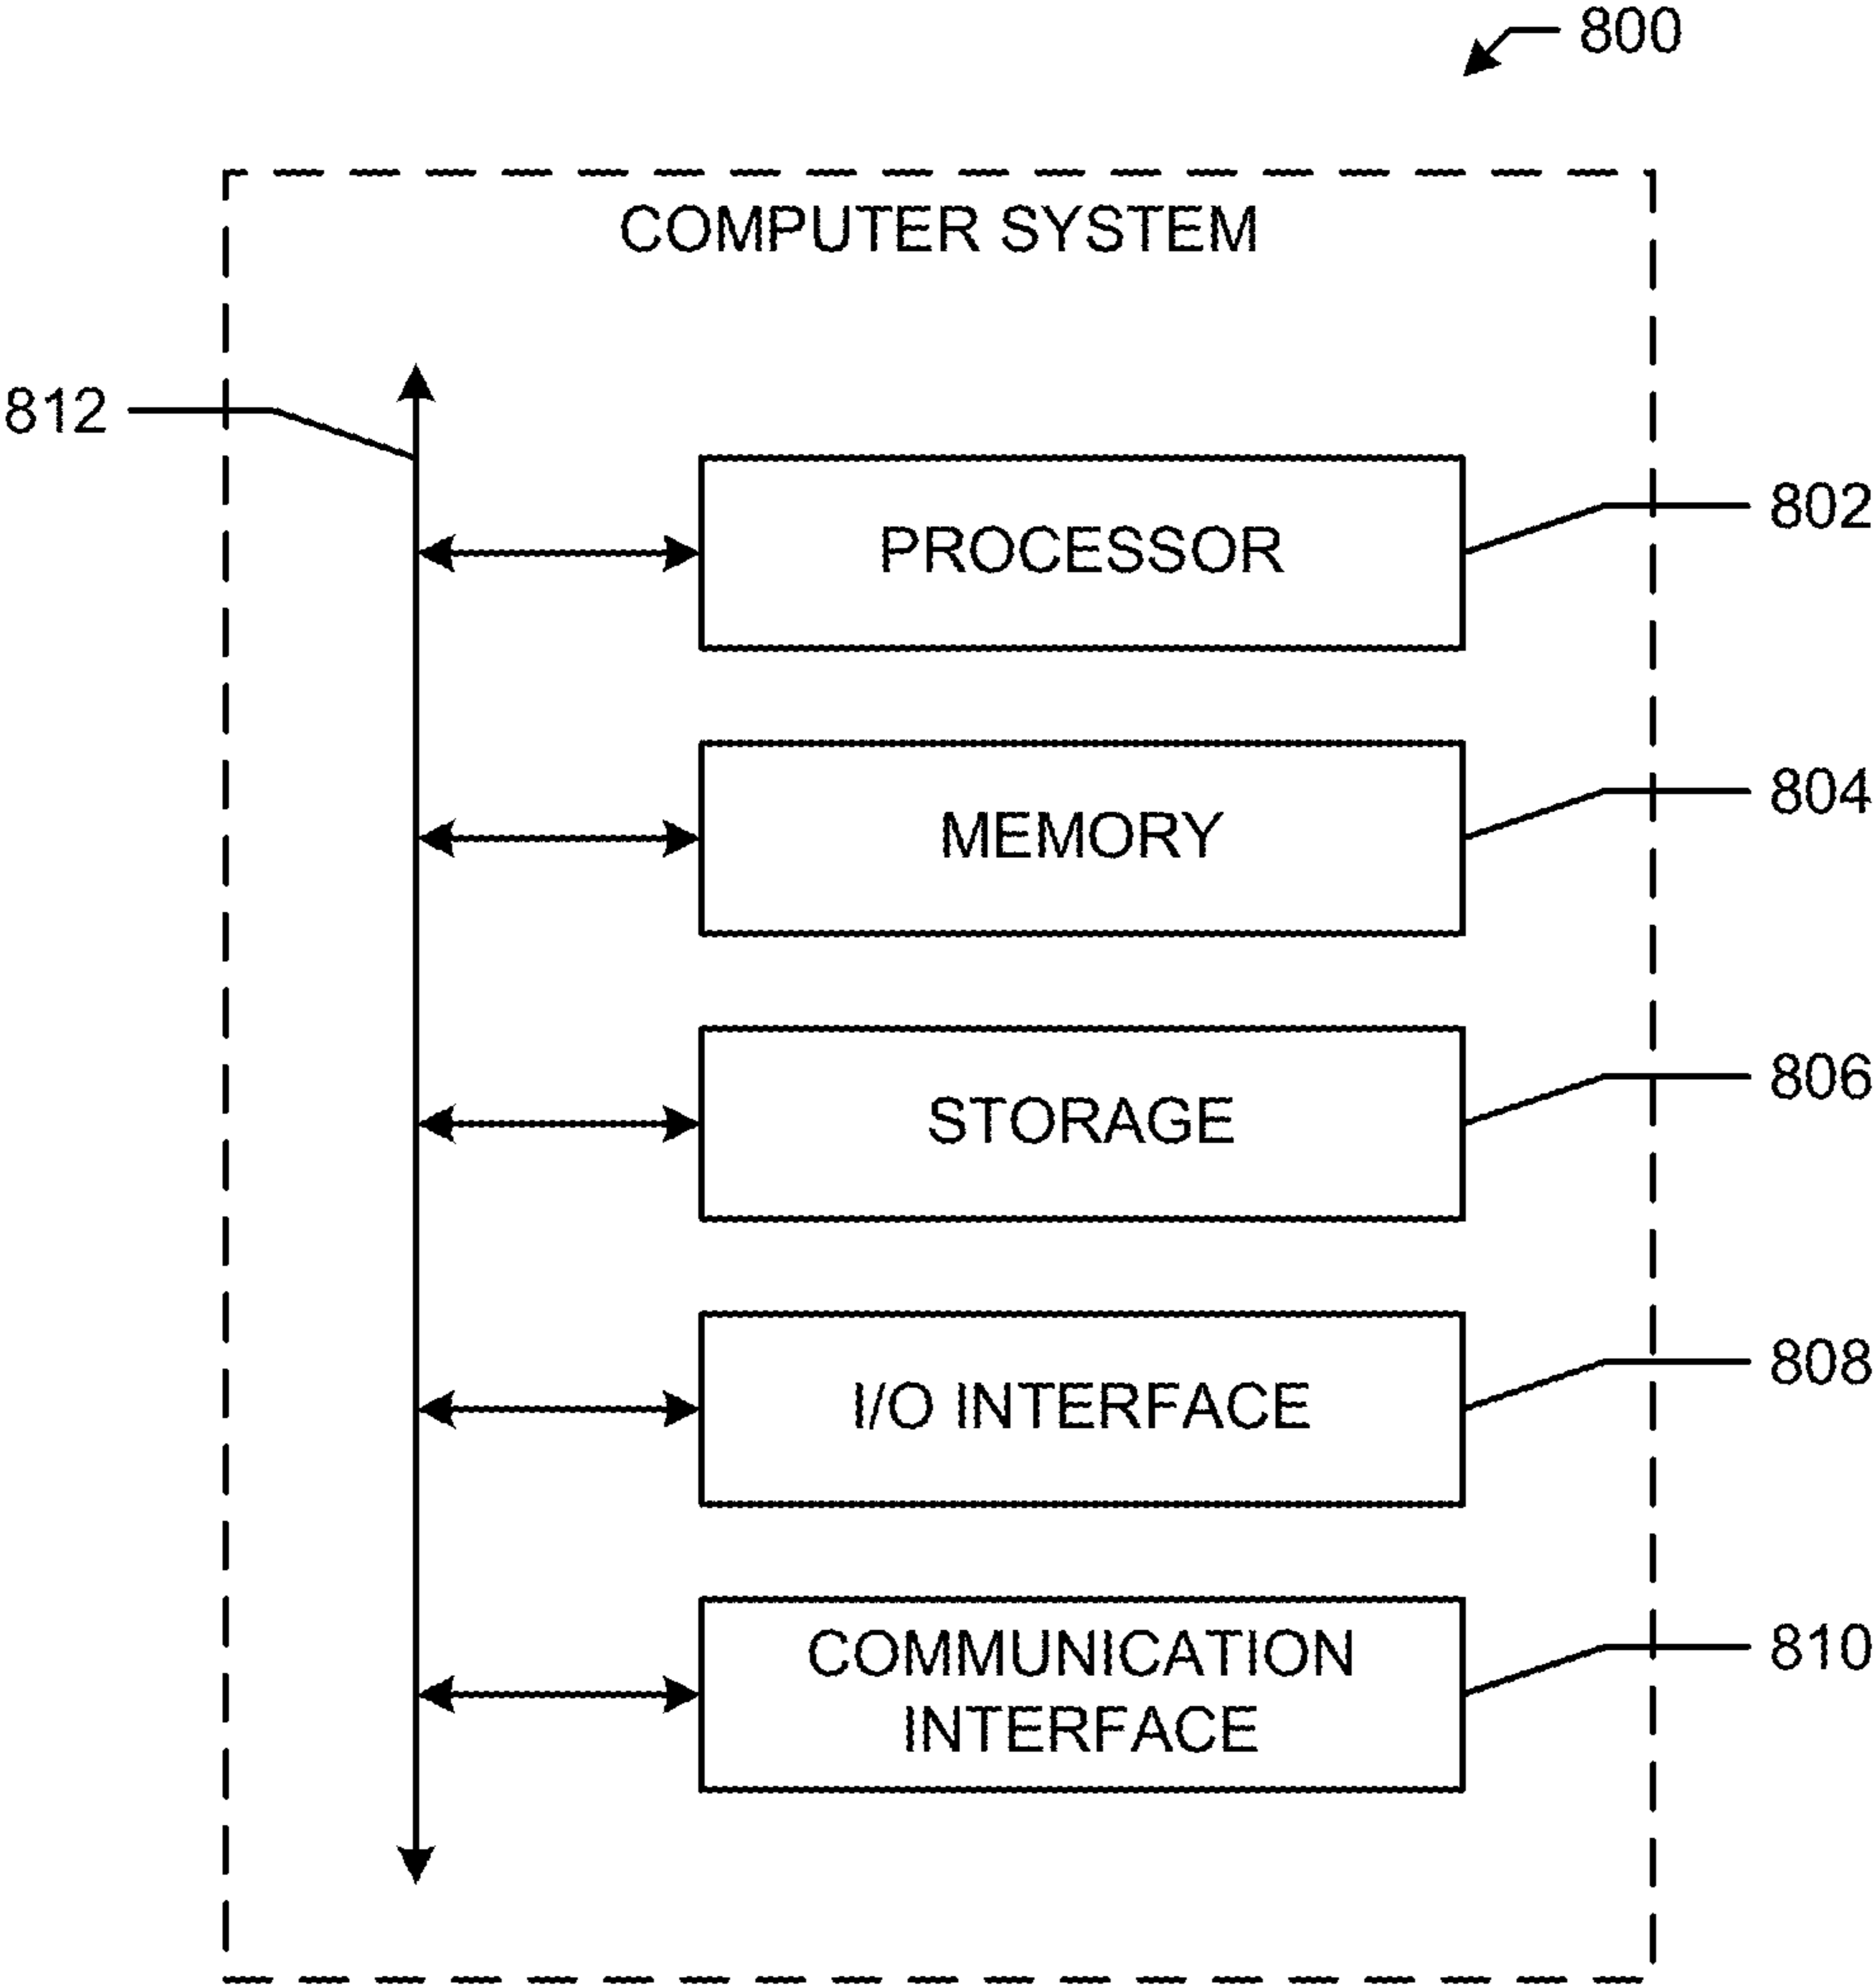 800
COMPUTER SYSTEM
812
PROCESSOR
802
MEMORY
804
STORAGE
806
I/O INTERFACE
808
COMMUNICATION
INTERFACE
810